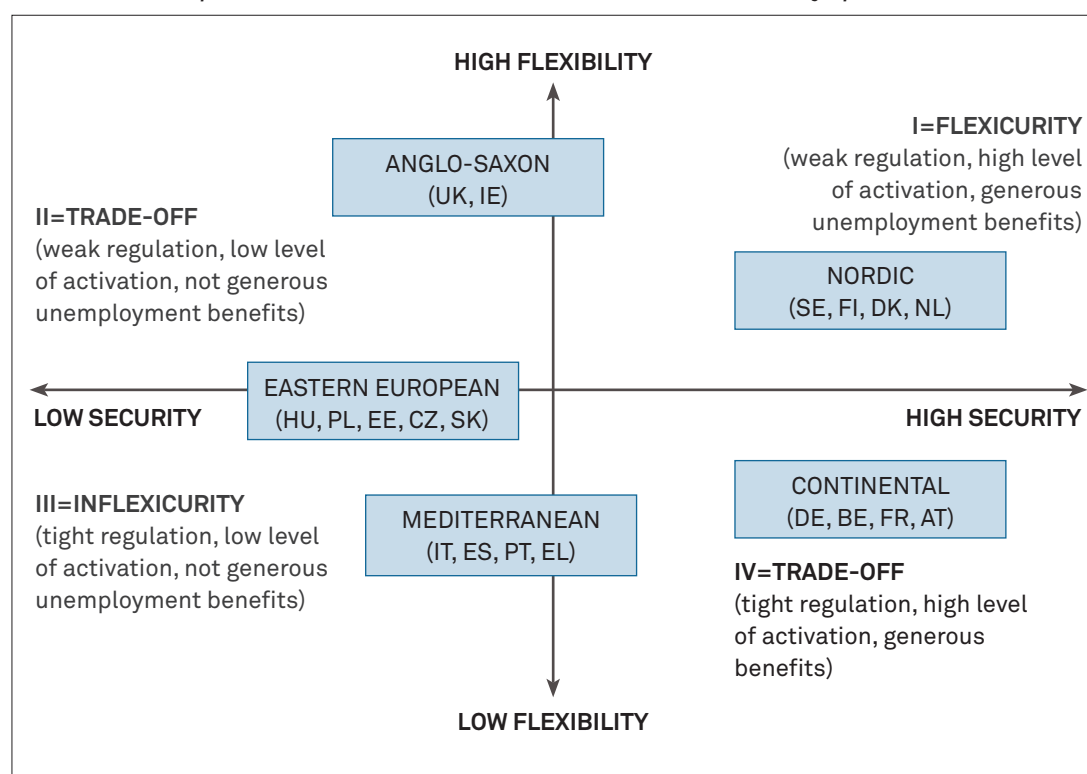 HIGH FLEXIBILITY
I=FLEXICURITY
(weak regulation, high level
of activation, generous
unemployment benefits)
ANGLO-SAXON
(UK, IE)
II=TRADE-OFF
(weak regulation, low level
of activation, not generous
unemployment benefits)
NORDIC
(SE, FI, DK, NL)
EASTERN EUROPEAN
(HU, PL, EE, CZ, SK)
LOW SECURITY
HIGH SECURITY
III=INFLEXICURITY
(tight regulation, low level
of activation, not generous
unemployment benefits)
MEDITERRANEAN
(IT, ES, PT, EL)
CONTINENTAL
(DE, BE, FR, AT)
IV=TRADE-OFF
(tight regulation, high level
of activation, generous
benefits)
LOW FLEXIBILITY